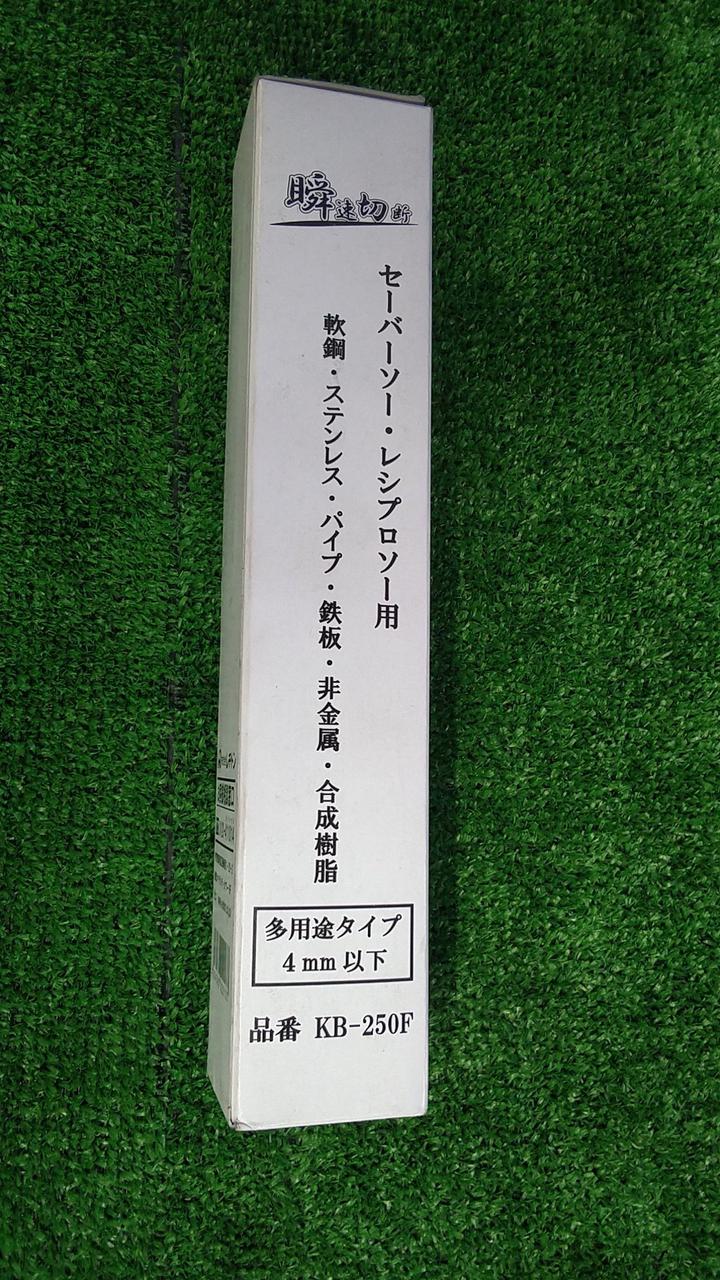 瞬速切断
セーバーソー・レシプロソー用
軟鋼・ステンレス・パイプ・鉄板・非金属・合成樹脂
多用途タイプ
4mm以下
品番 KB-250F